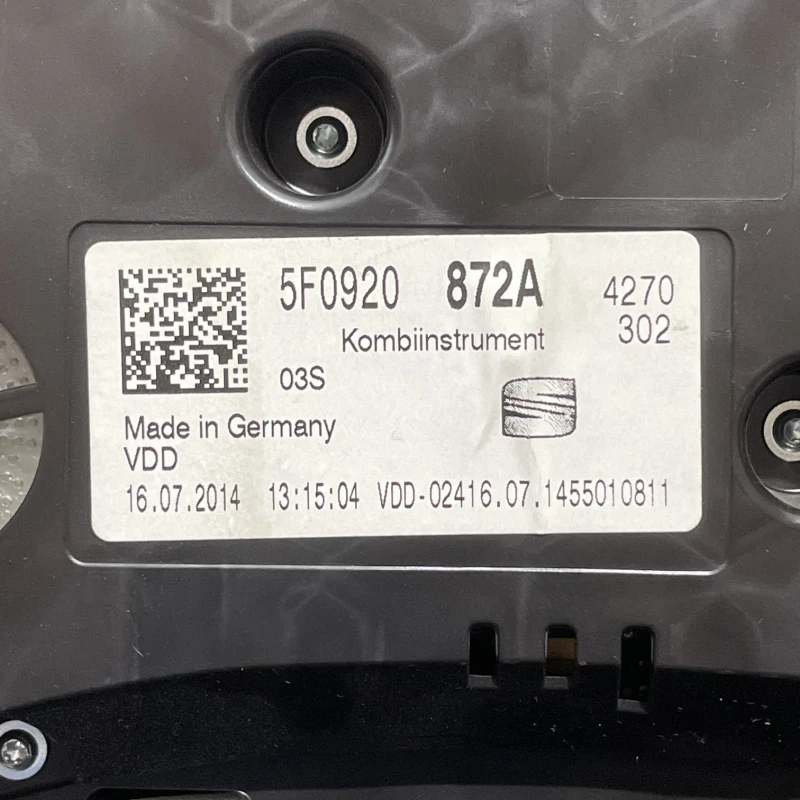 5F0920 872A 4270
Kombiinstrument 302
03S
Made in Germany
VDD
16.07.2014 13:15:04 VDD-02416.07.1455010811